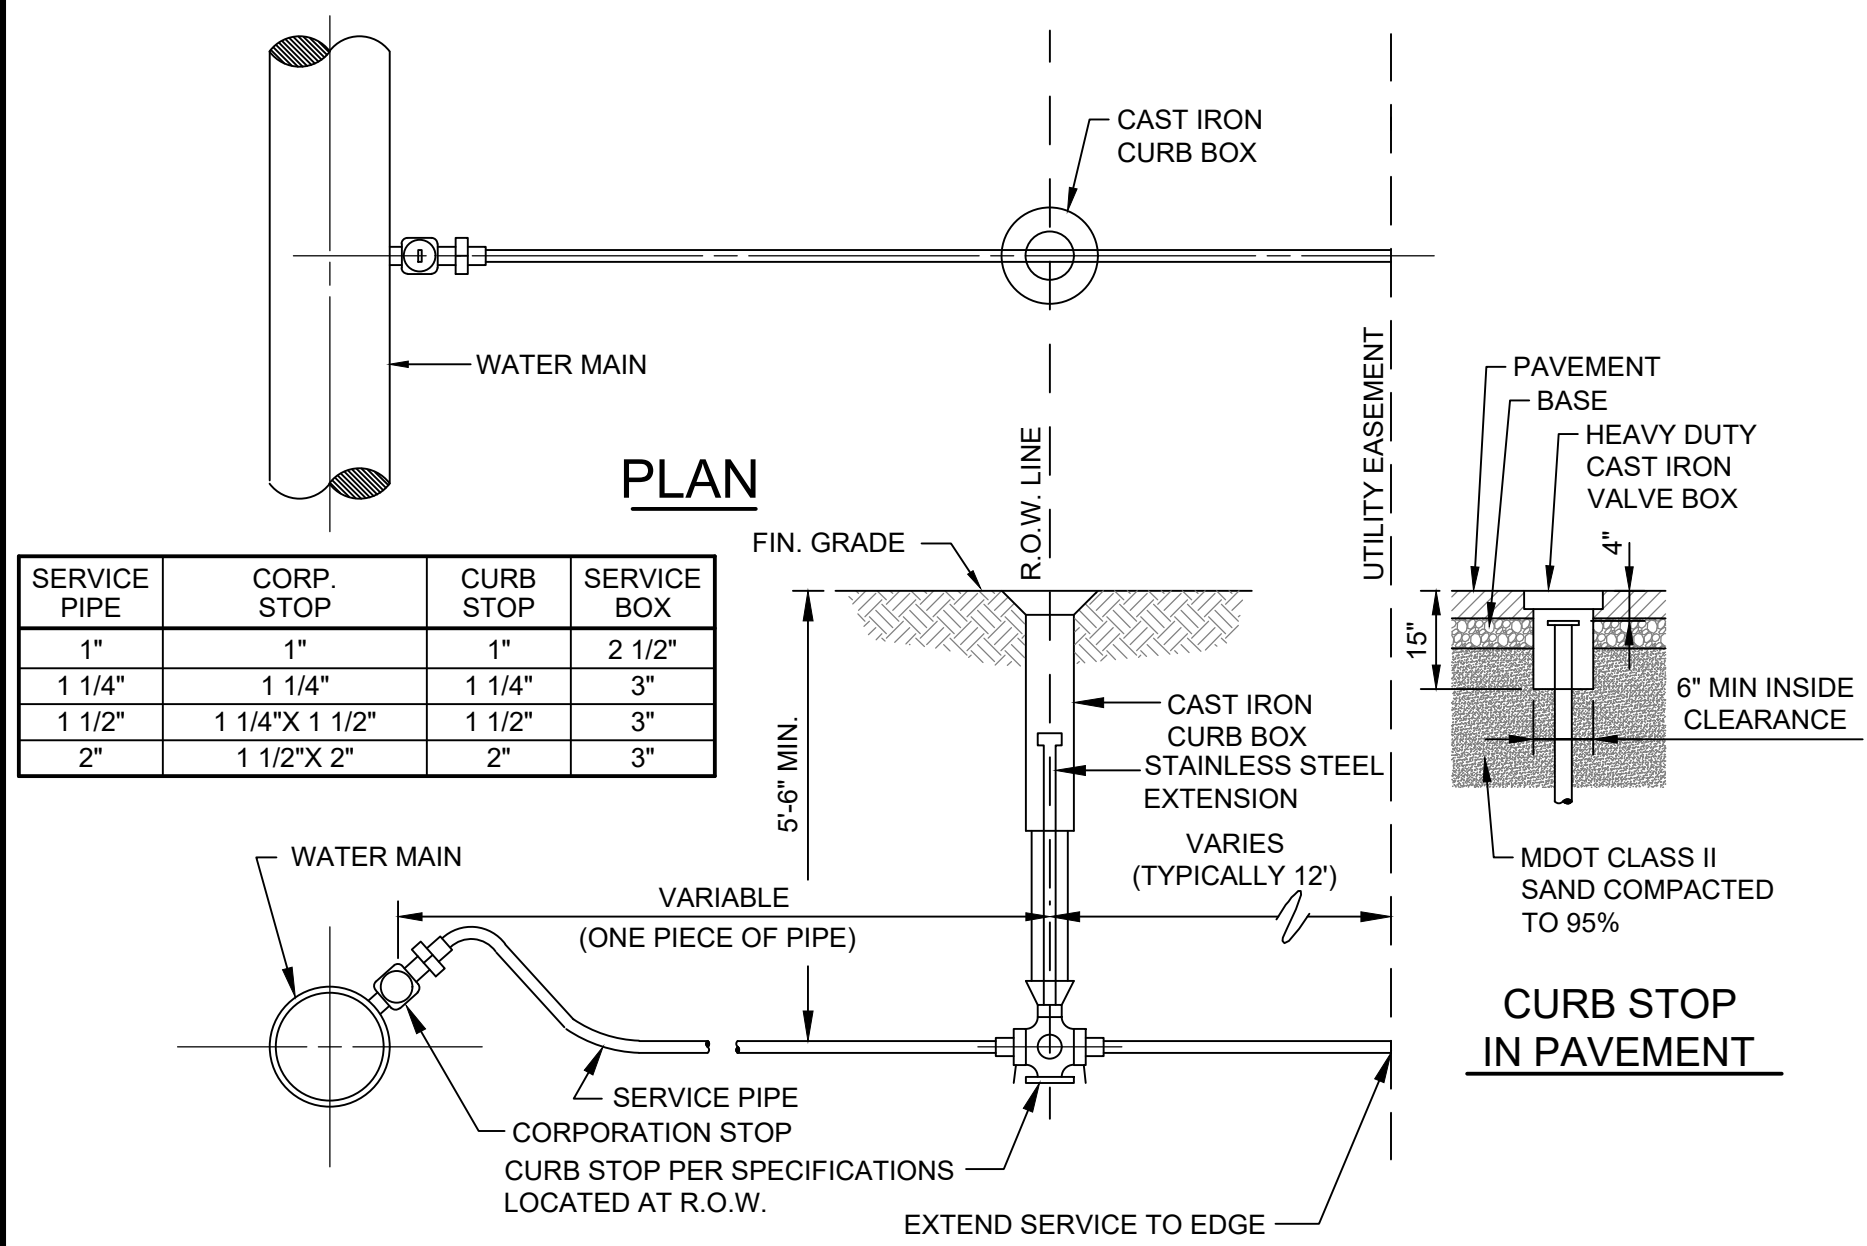 CAST IRON
CURB BOX
WATER MAIN
PLAN
R.O.W. LINE
UTILITY EASEMENT
PAVEMENT
BASE
HEAVY DUTY
CAST IRON
VALVE BOX
4"
15"
6" MIN INSIDE
CLEARANCE
MDOT CLASS II
SAND COMPACTED
TO 95%
CURB STOP
IN PAVEMENT
SERVICE PIPE CORP. STOP CURB STOP SERVICE BOX
1" 1" 1" 2 1/2"
1 1/4" 1 1/4" 1 1/4" 3"
1 1/2" 1 1/4"X 1 1/2" 1 1/2" 3"
2" 1 1/2"X 2" 2" 3"
FIN. GRADE
5'-6" MIN.
CAST IRON
CURB BOX
STAINLESS STEEL
EXTENSION
VARIES
(TYPICALLY 12')
WATER MAIN
VARIABLE
(ONE PIECE OF PIPE)
SERVICE PIPE
CORPORATION STOP
CURB STOP PER SPECIFICATIONS
LOCATED AT R.O.W.
EXTEND SERVICE TO EDGE